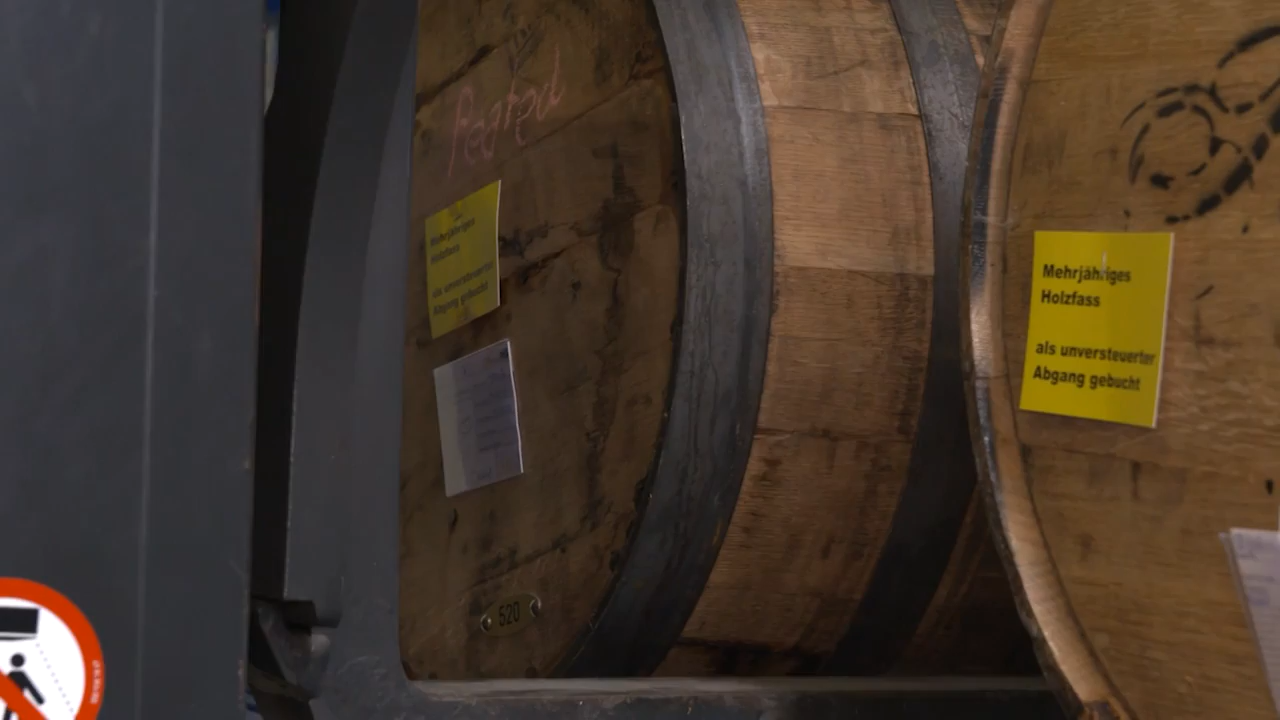 Peated
Mehrjähriges
Holzfass
als unversteuerter
Abgang gebucht
520
Mehrjähriges
Holzfass
als unversteuerter
Abgang gebucht